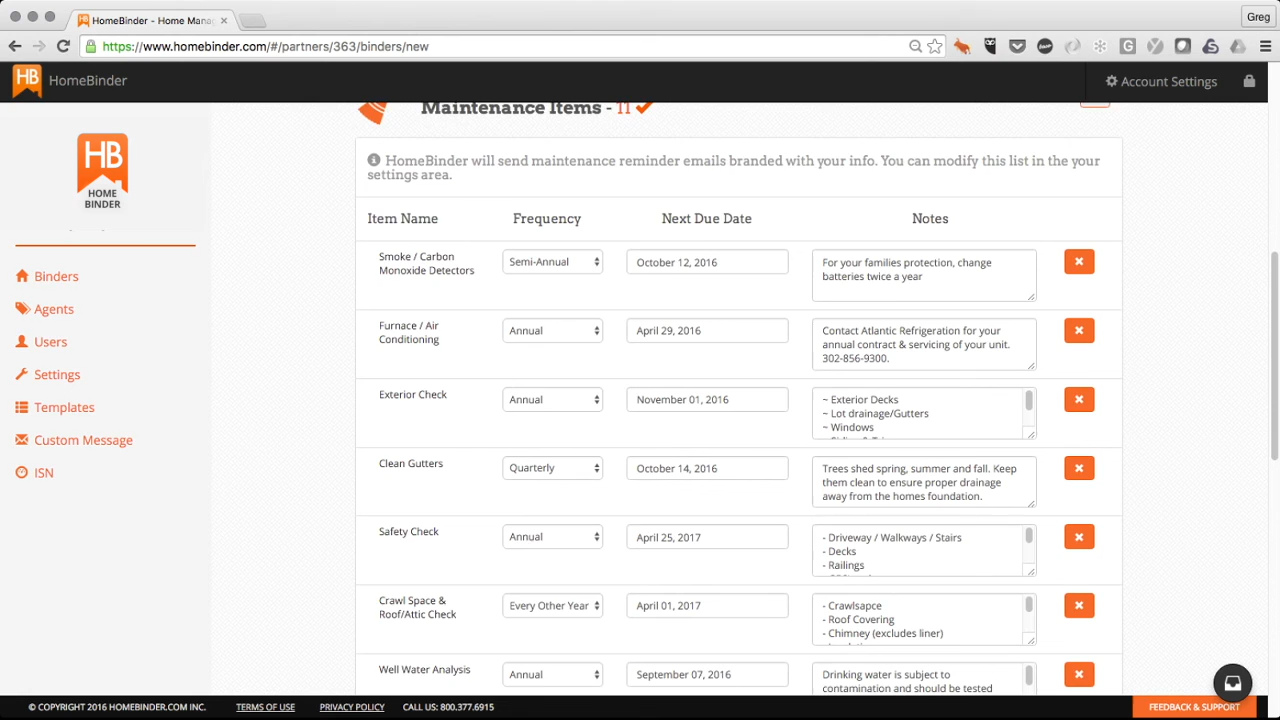 HomeBinder - Home Manag
Greg
https://www.homebinder.com/#/partners/363/binders/new
HB HomeBinder
Account Settings
HB
HOME
BINDER
Binders
Agents
Users
Settings
Templates
Custom Message
ISN
Maintenance Items - 11
HomeBinder will send maintenance reminder emails branded with your info. You can modify this list in the your
settings area.
Item Name Frequency Next Due Date Notes
Smoke / Carbon
Monoxide Detectors
Semi-Annual
October 12, 2016
For your families protection, change
batteries twice a year
Furnace / Air
Conditioning
Annual
April 29, 2016
Contact Atlantic Refrigeration for your
annual contract & servicing of your unit.
302-856-9300.
Exterior Check
Annual
November 01, 2016
~ Exterior Decks
~ Lot drainage/Gutters
~ Windows
Clean Gutters
Quarterly
October 14, 2016
Trees shed spring, summer and fall. Keep
them clean to ensure proper drainage
away from the homes foundation.
Safety Check
Annual
April 25, 2017
- Driveway / Walkways / Stairs
- Decks
- Railings
Crawl Space &
Roof/Attic Check
Every Other Year
April 01, 2017
- Crawlsapce
- Roof Covering
- Chimney (excludes liner)
Well Water Analysis
Annual
September 07, 2016
Drinking water is subject to
contamination and should be tested
© COPYRIGHT 2016 HOMEBINDER.COM INC. TERMS OF USE PRIVACY POLICY CALL US: 800.377.6915
FEEDBACK & SUPPORT